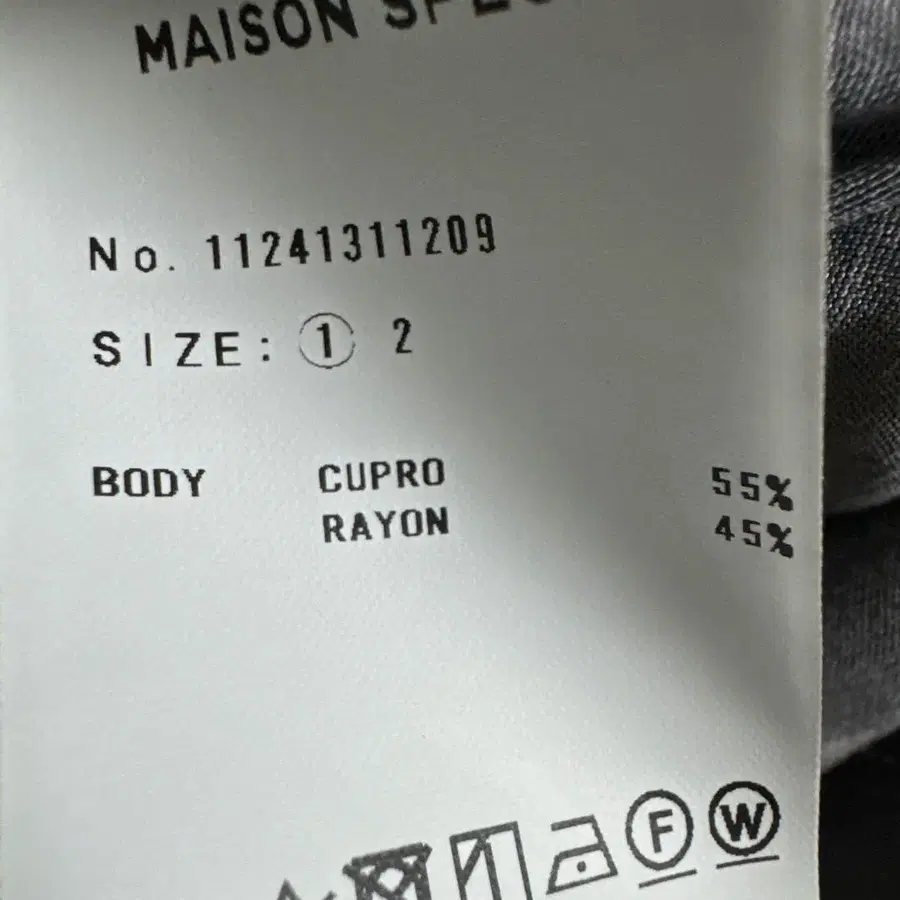 MAISON
No. 11241311209
SIZE: ① 2
BODY CUPRO 55%
RAYON 45%
F W